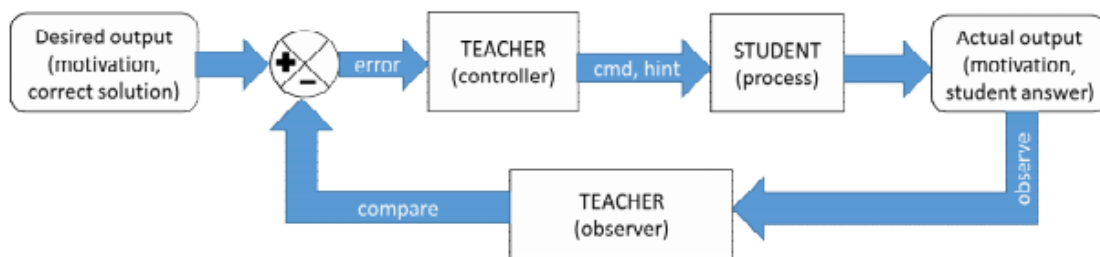 Desired output
(motivation,
correct solution)
+
-
error
TEACHER
(controller)
cmd, hint
STUDENT
(process)
Actual output
(motivation,
student answer)
observe
TEACHER
(observer)
compare